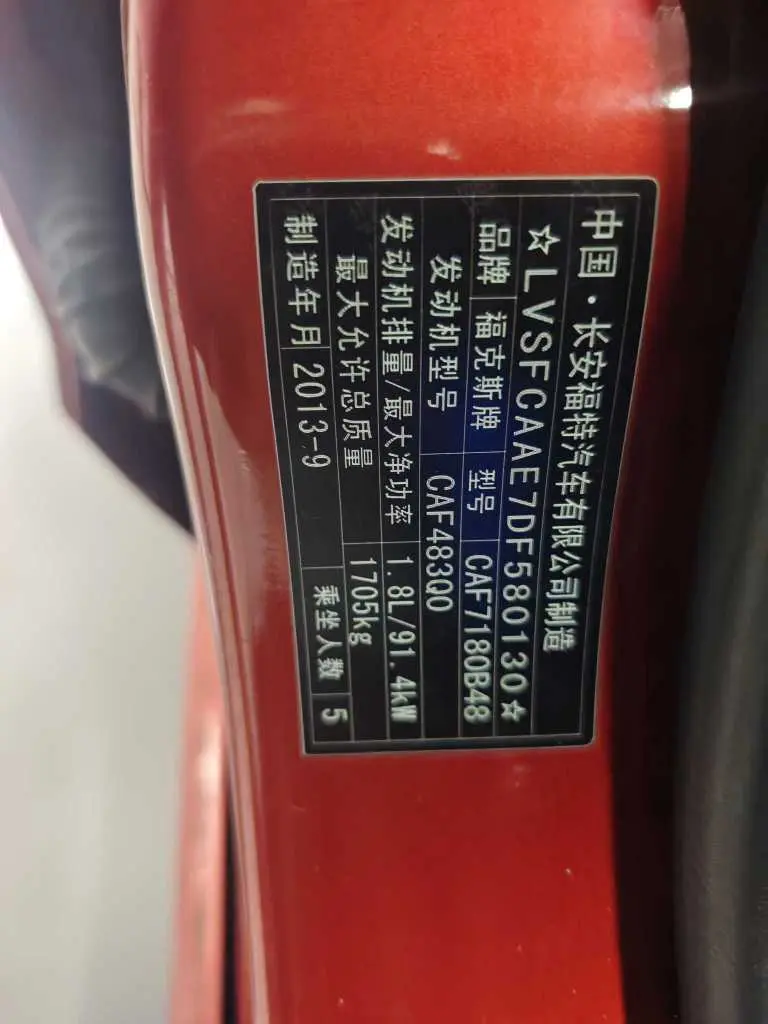 中国·长安福特汽车有限公司制造
☆LVSFCAAE7DF580130☆
品牌 福克斯牌 型号 CAF7180B48
发动机型号 CAF483Q0
发动机排量/最大净功率 1.8L/91.4kW
最大允许总质量 1705kg
制造年月 2013-9 乘坐人数 5